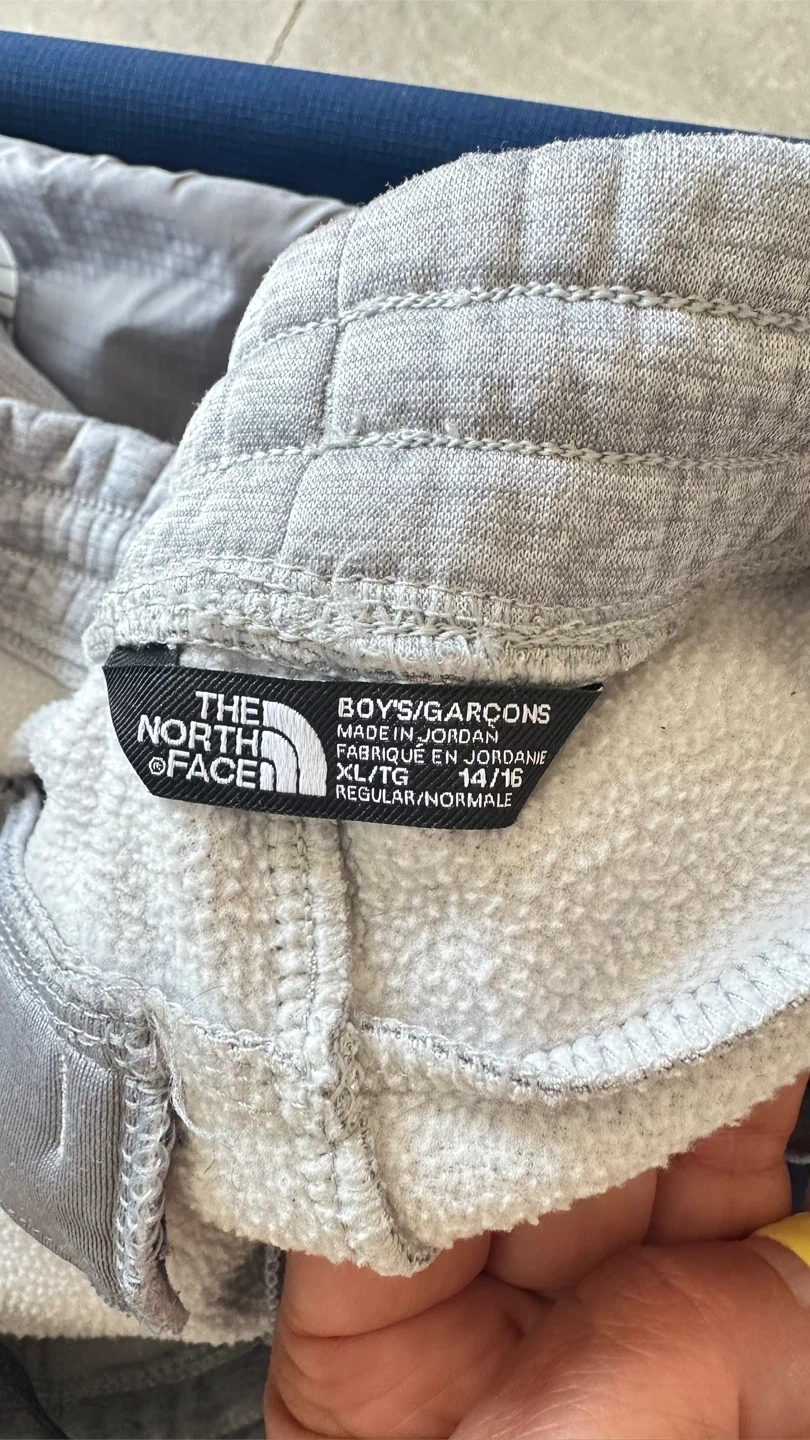 THE
NORTH
®FACE
BOY'S/GARÇONS
MADE IN JORDAN
FABRIQUÉ EN JORDANIE
XL/TG 14/16
REGULAR/NORMALE